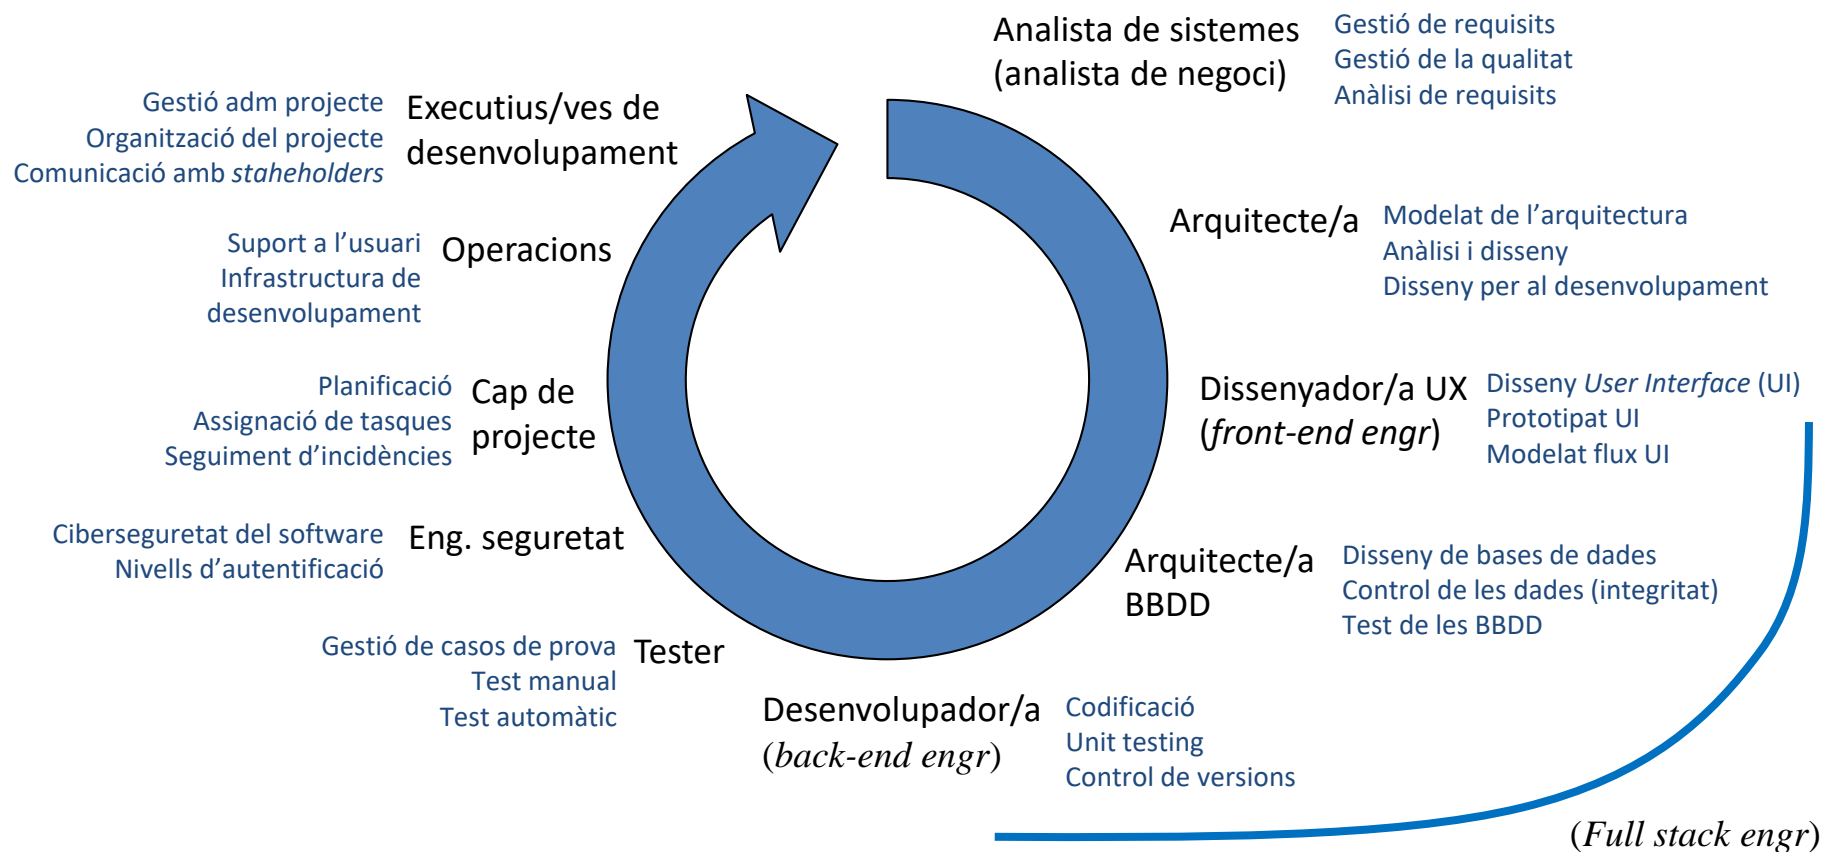 Analista de sistemes
(analista de negoci)
Gestió de requisits
Gestió de la qualitat
Anàlisi de requisits
Arquitecte/a
Modelat de l’arquitectura
Anàlisi i disseny
Disseny per al desenvolupament
Dissenyador/a UX
(front-end engr)
Disseny User Interface (UI)
Prototipat UI
Modelat flux UI
Arquitecte/a
BBDD
Disseny de bases de dades
Control de les dades (integritat)
Test de les BBDD
Desenvolupador/a
(back-end engr)
Codificació
Unit testing
Control de versions
(Full stack engr)
Tester
Gestió de casos de prova
Test manual
Test automàtic
Eng. seguretat
Ciberseguretat del software
Nivells d’autentificació
Cap de
projecte
Planificació
Assignació de tasques
Seguiment d’incidències
Operacions
Suport a l’usuari
Infrastructura de
desenvolupament
Executius/ves de
desenvolupament
Gestió adm projecte
Organització del projecte
Comunicació amb staheholders